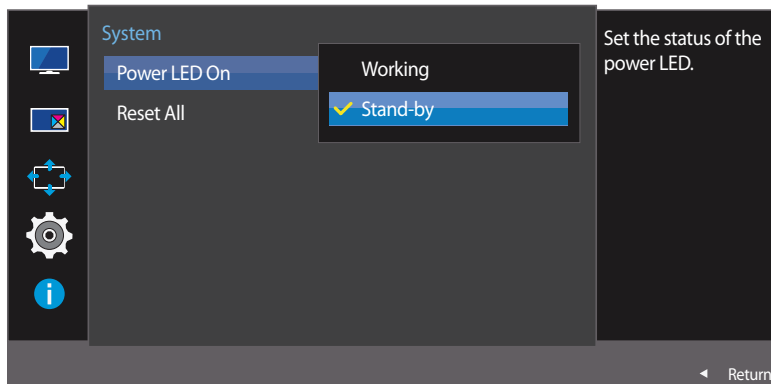 System
Power LED On
Working
Stand-by
Reset All
Set the status of the
power LED.
Return